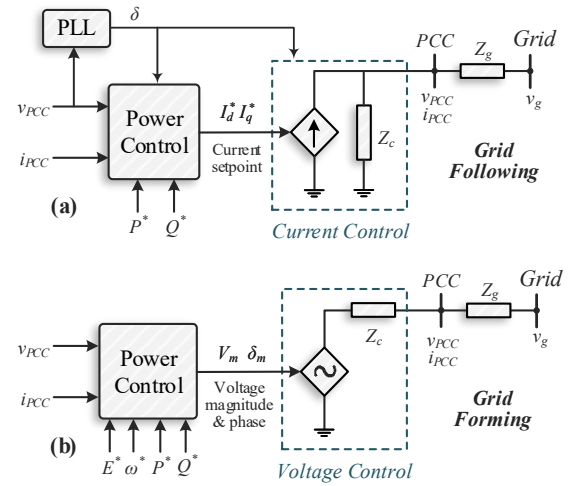 PLL
δ
PCC
Z_g
Grid
v_PCC
Power
Control
I_d^* I_q^*
Current
setpoint
Z_c
v_PCC
i_PCC
v_g
i_PCC
Grid
Following
(a)
P^*
Q^*
Current Control
PCC
Z_g
Grid
v_PCC
Power
Control
V_m δ_m
Voltage
magnitude
& phase
Z_c
v_PCC
i_PCC
v_g
i_PCC
Grid
Forming
(b)
E^* ω^* P^* Q^*
Voltage Control